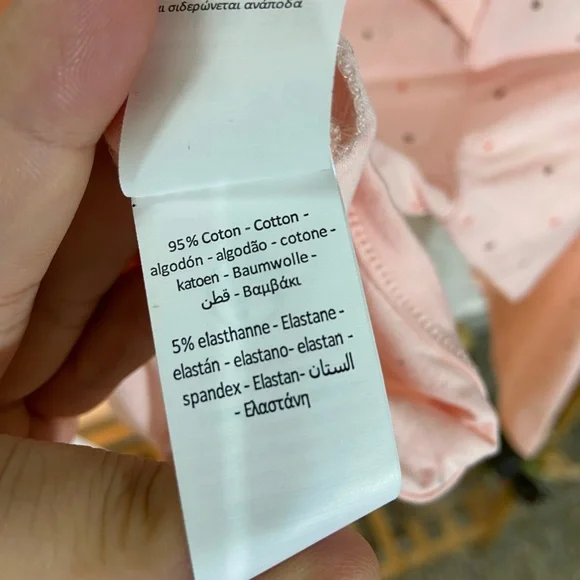 ι σιδερώνεται ανάποδα
95% Coton - Cotton -
algodón - algodão - cotone -
katoen - Baumwolle -
قطن - Βαμβάκι
5% elasthanne - Elastane -
elastán - elastano- elastan -
spandex - Elastan- الستان
- Ελαστάνη